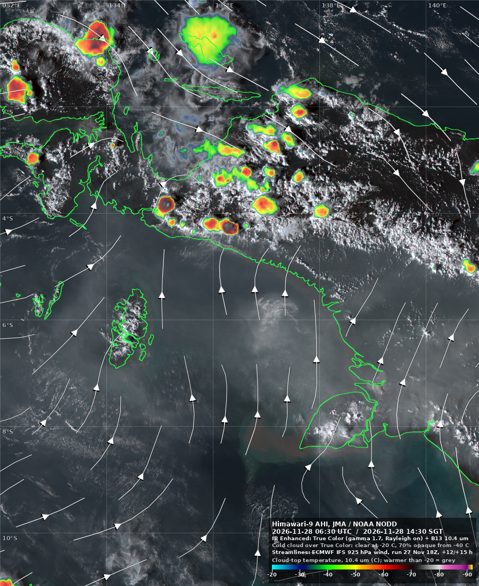 132°E 134°E 138°E 140°E
4°S
6°S
8°S
10°S
Himawari-9 AHI, JMA / NOAA NODD
2026-11-28 06:30 UTC / 2026-11-28 14:30 SGT
IR Enhanced: True Color (gamma 1.7, Rayleigh on) + B13 10.4 um
Cold cloud over True Color: clear at -20 C, 70% opaque from -40 C
Streamlines: ECMWF IFS 925 hPa wind, run 27 Nov 18Z, +12/+15 h
Cloud-top temperature, 10.4 um (C); warmer than -20 = grey
-20 -30 -40 -50 -60 -70 -80 -90